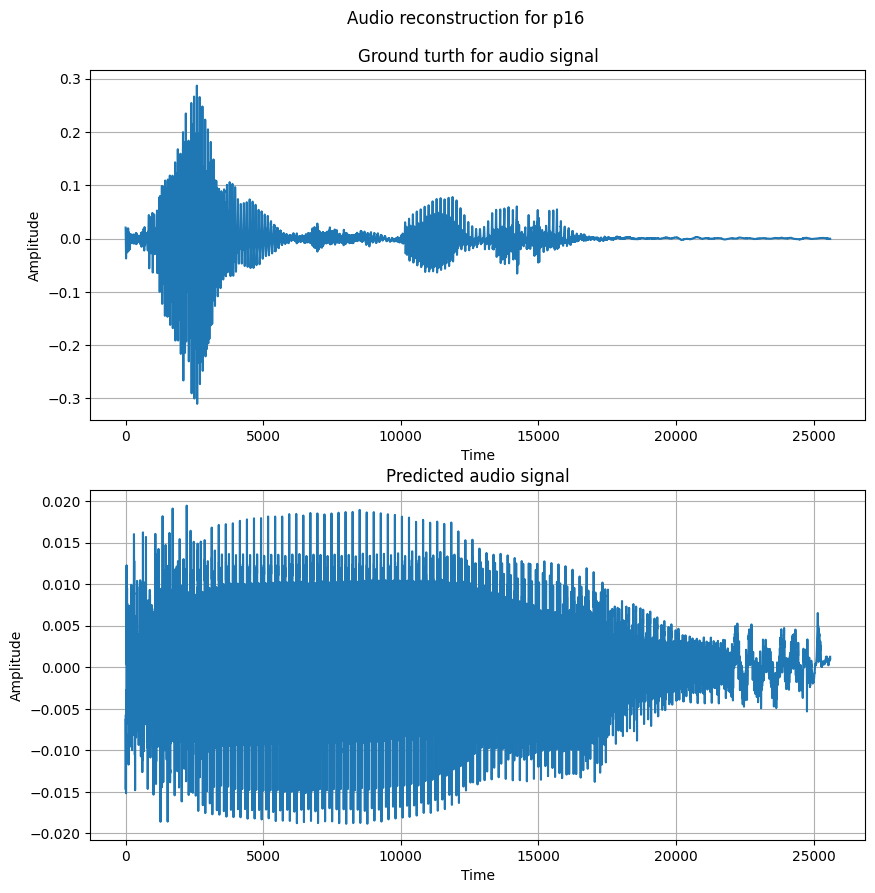 Audio reconstruction for p16
Ground turth for audio signal
0.3
0.2
0.1
0.0
−0.1
−0.2
−0.3
Amplitude
0 5000 10000 15000 20000 25000
Time
Predicted audio signal
0.020
0.015
0.010
0.005
0.000
−0.005
−0.010
−0.015
−0.020
Amplitude
0 5000 10000 15000 20000 25000
Time